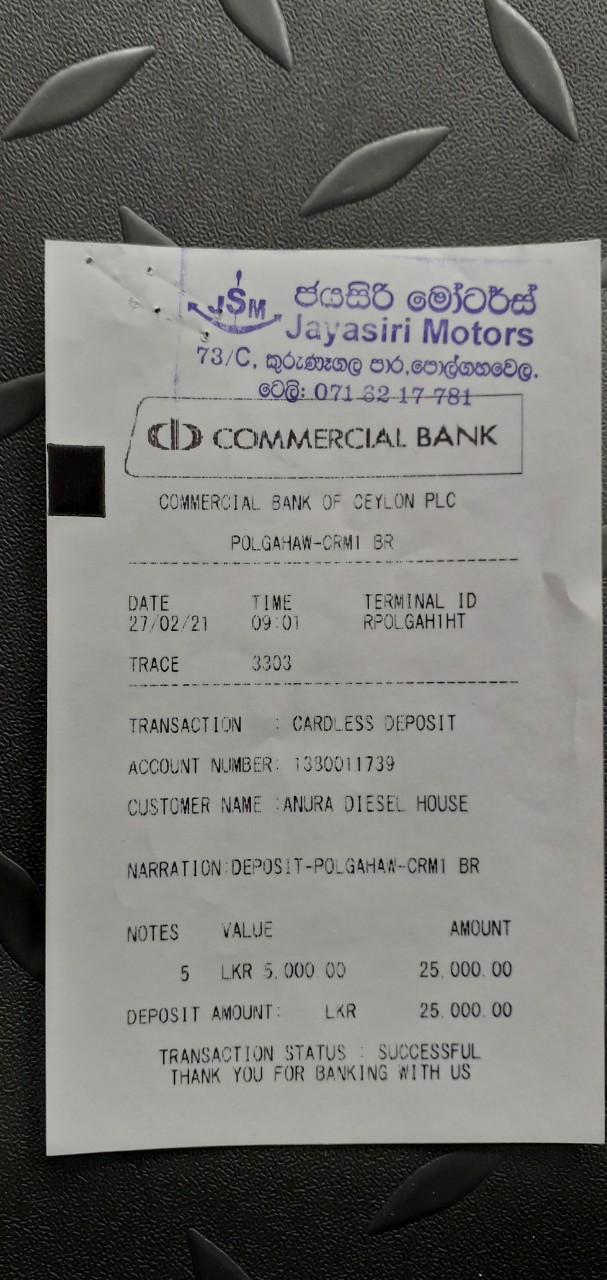 JSM ජයසිරි මෝටර්ස්
Jayasiri Motors
73/C, කුරුණෑගල පාර, පොල්ගහවෙල.
ටෙලි: 071 62 17 781
COMMERCIAL BANK
COMMERCIAL BANK OF CEYLON PLC
POLGAHAW-CRM1 BR
DATE TIME TERMINAL ID
27/02/21 09:01 RPOLGAH1HT
TRACE 3303
TRANSACTION : CARDLESS DEPOSIT
ACCOUNT NUMBER: 1380011739
CUSTOMER NAME :ANURA DIESEL HOUSE
NARRATION:DEPOSIT-POLGAHAW-CRM1 BR
NOTES VALUE AMOUNT
5 LKR 5,000.00 25,000.00
DEPOSIT AMOUNT: LKR 25,000.00
TRANSACTION STATUS : SUCCESSFUL
THANK YOU FOR BANKING WITH US